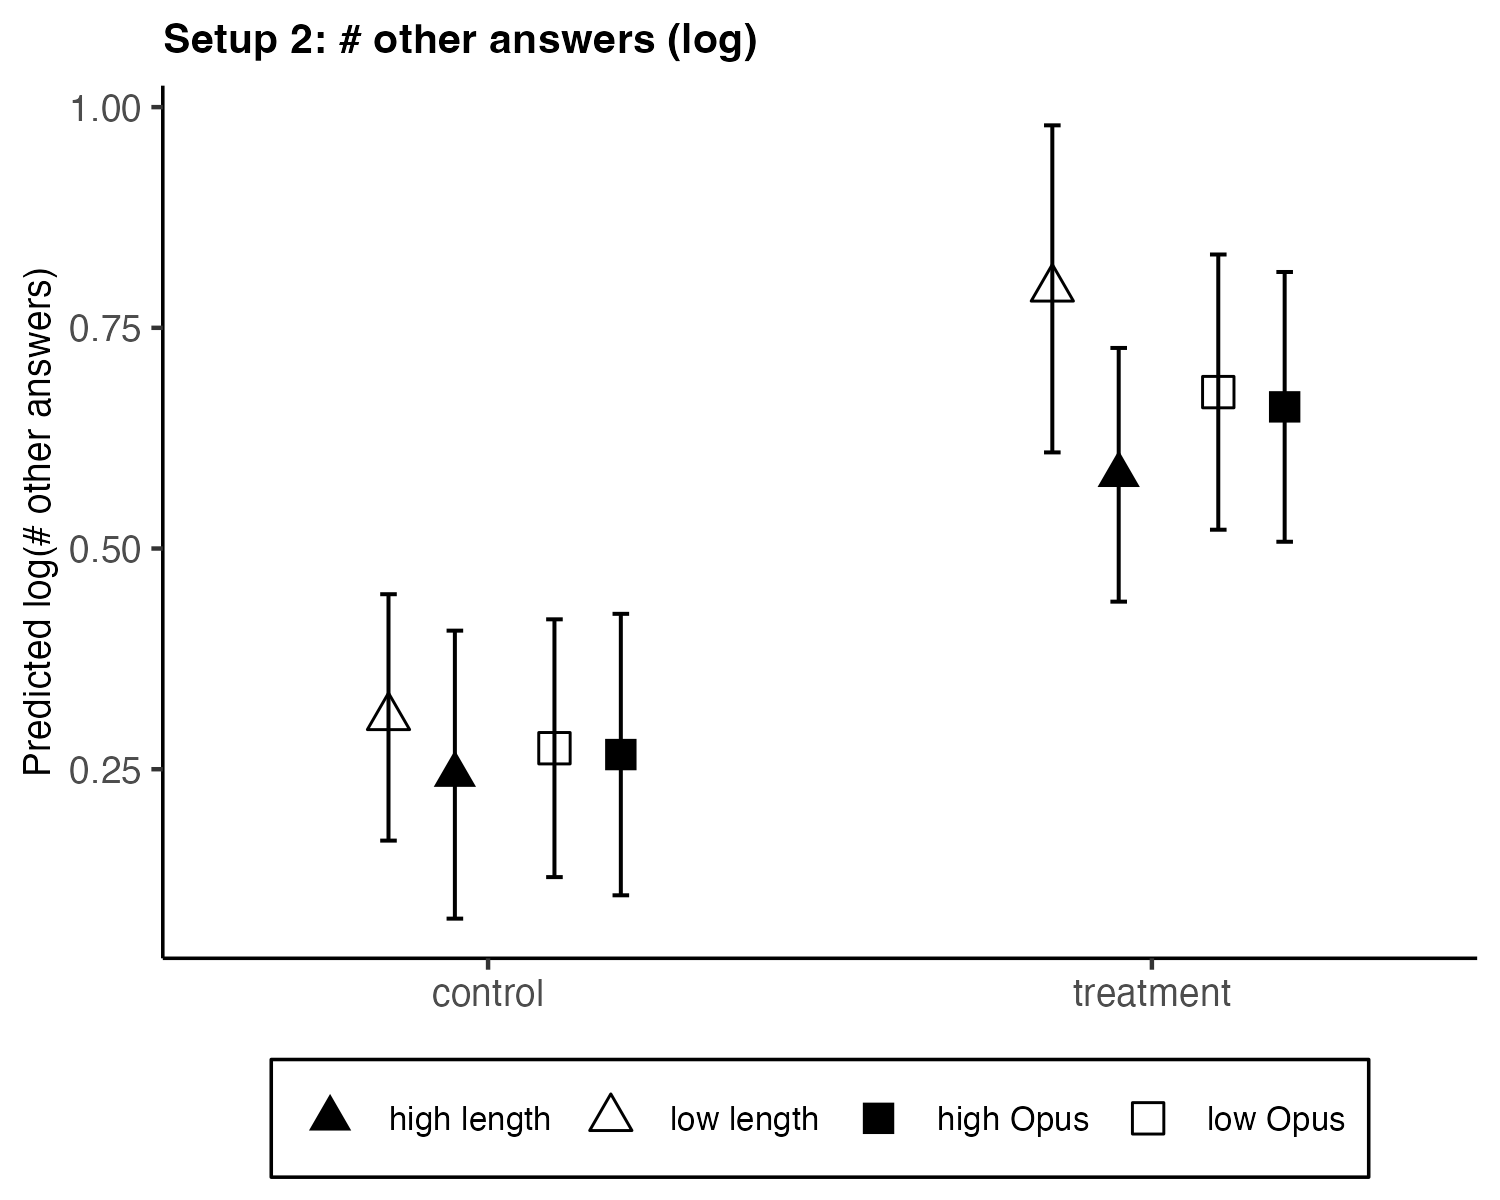 Setup 2: # other answers (log)
Predicted log(# other answers)
1.00
0.75
0.50
0.25
control treatment
high length low length high Opus low Opus